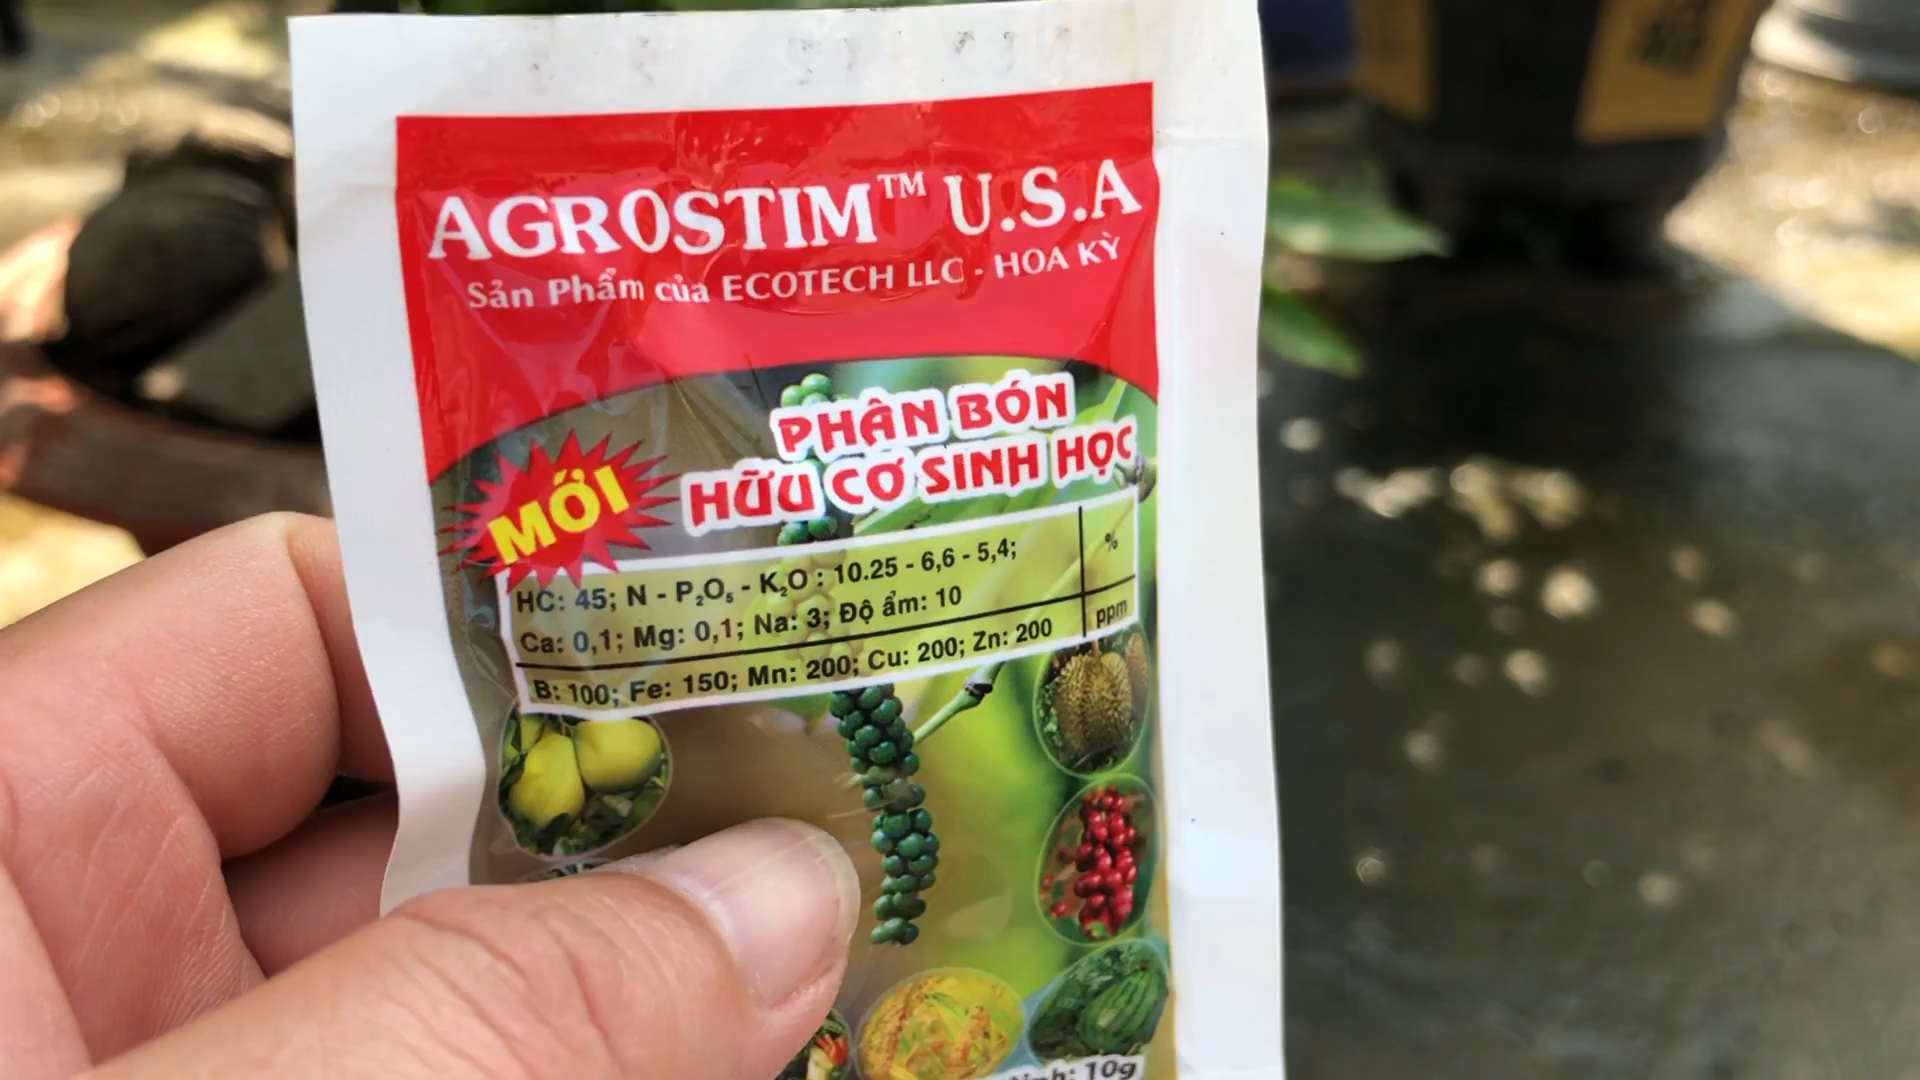 AGROSTIM™ U.S.A
Sản Phẩm của ECOTECH LLC - HOA KỲ
PHÂN BÓN
HỮU CƠ SINH HỌC
MỚI
HC: 45; N - P₂O₅ - K₂O : 10.25 - 6,6 - 5,4;
Ca: 0,1; Mg: 0,1; Na: 3; Độ ẩm: 10
%
B: 100; Fe: 150; Mn: 200; Cu: 200; Zn: 200
ppm
10g